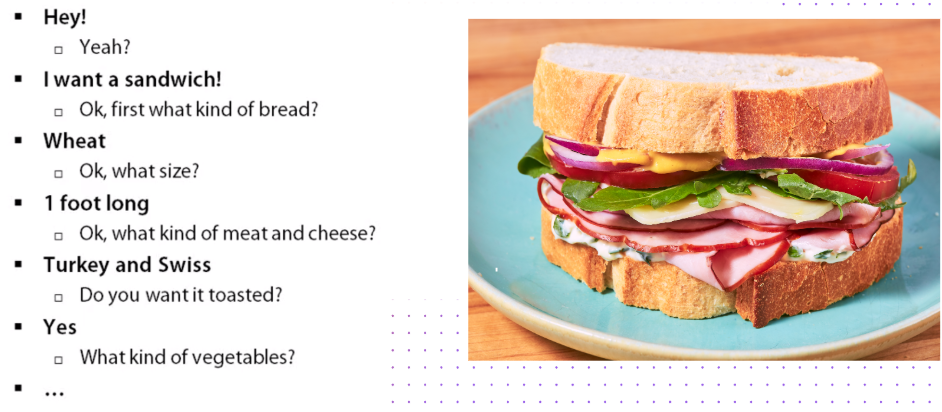 Hey!
Yeah?
I want a sandwich!
Ok, first what kind of bread?
Wheat
Ok, what size?
1 foot long
Ok, what kind of meat and cheese?
Turkey and Swiss
Do you want it toasted?
Yes
What kind of vegetables?
…